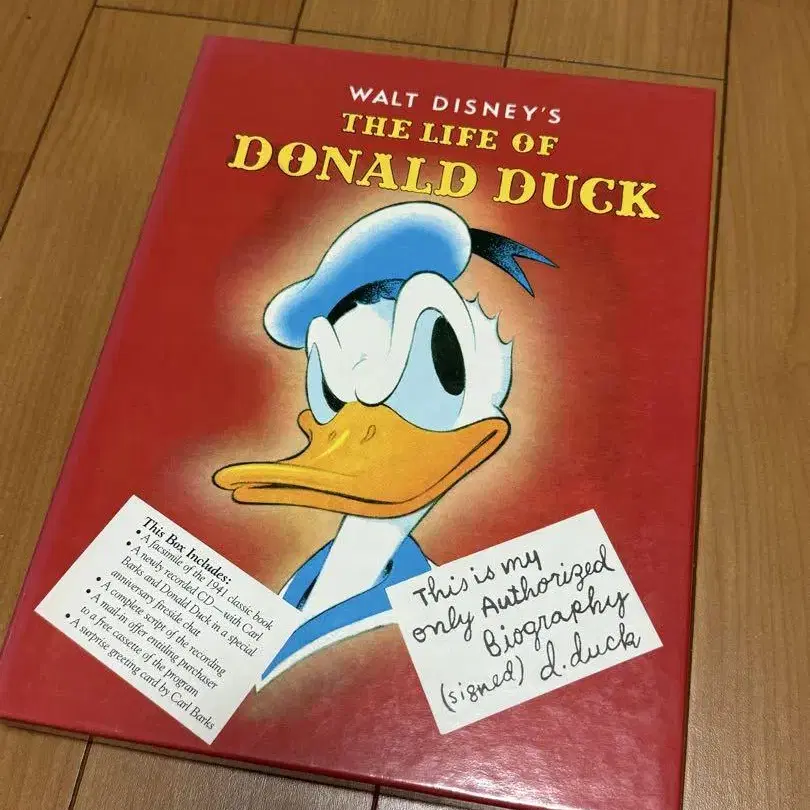 WALT DISNEY'S
THE LIFE OF
DONALD DUCK
This Box Includes:
• A facsimile of the 1941 classic book
• A newly recorded CD—with Carl
Barks and Donald Duck in a special
anniversary fireside chat
• A complete script of the recording
• A mail-in offer entitling purchaser
to a free cassette of the program
• A surprise greeting card by Carl Barks
This is my
only Authorized
Biography
(signed) d. duck